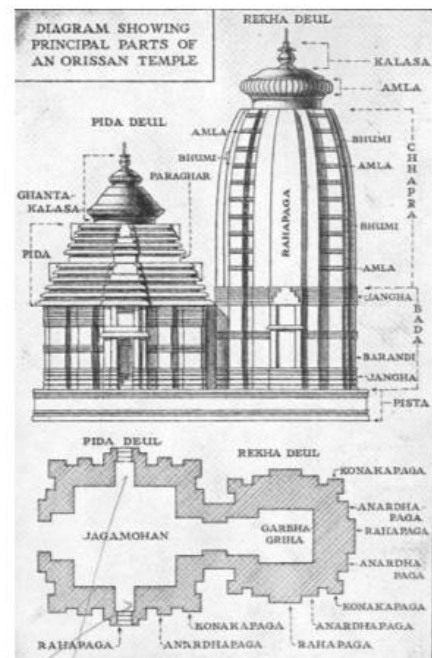 DIAGRAM SHOWING
PRINCIPAL PARTS OF
AN ORISSAN TEMPLE
REKHA DEUL
KALASA
AMLA
PIDA DEUL
AMLA
BHUMI
BHUMI
AMLA
PARAGHAR
CHHAPRA
GHANTA-
KALASA
RAHAPAGA
BHUMI
PIDA
AMLA
JANGHA
BADA
BARANDI
JANGHA
PISTA
PIDA DEUL
REKHA DEUL
KONAKAPAGA
ANARDHA-
PAGA
RAHAPAGA
JAGAMOHAN
GARBHA-
GRIHA
ANARDHA
PAGA
KONAKAPAGA
KONAKAPAGA
ANARDHAPAGA
RAHAPAGA
ANARDHAPAGA
RAHAPAGA